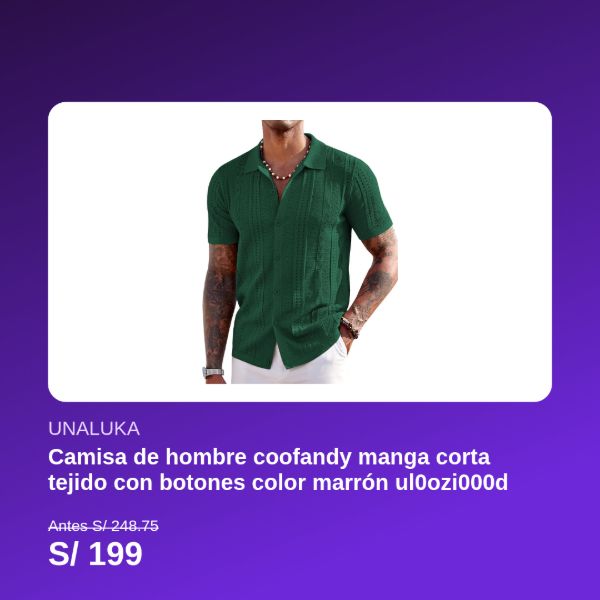 UNALUKA
Camisa de hombre coofandy manga corta
tejido con botones color marrón ul0ozi000d
Antes S/ 248.75
S/ 199